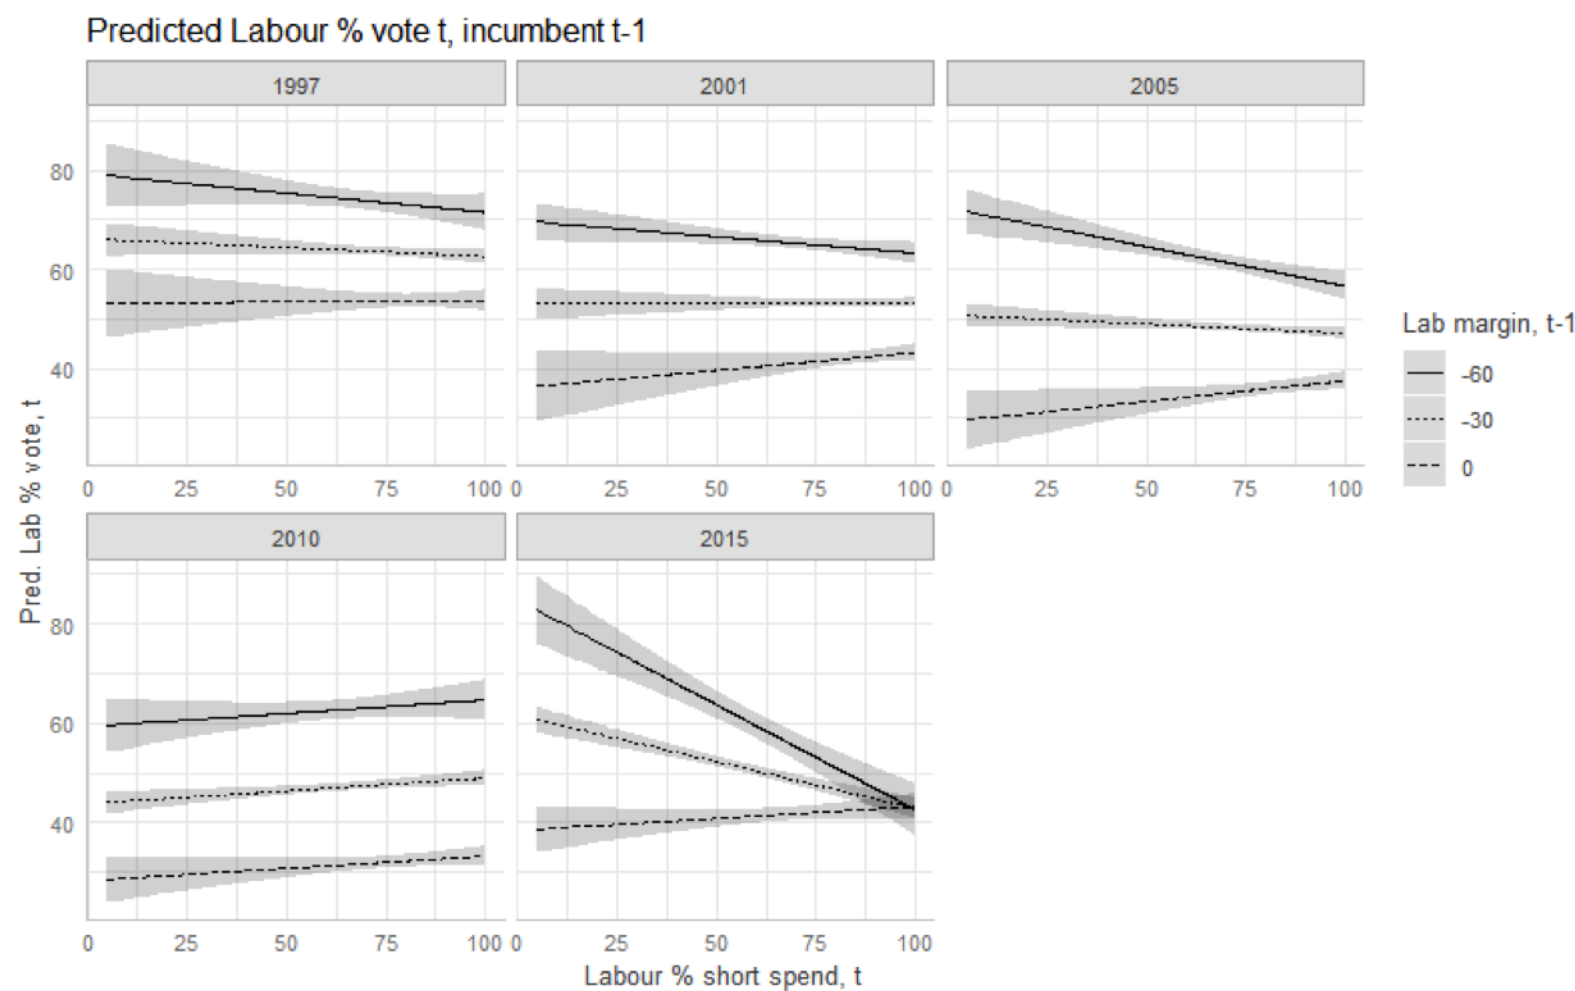 Predicted Labour % vote t, incumbent t-1
1997
2001
2005
80
60
40
0 25 50 75 100
0 25 50 75 100
0 25 50 75 100
2010
2015
80
60
40
0 25 50 75 100
0 25 50 75 100
Pred. Lab % vote, t
Labour % short spend, t
Lab margin, t-1
-60
-30
0